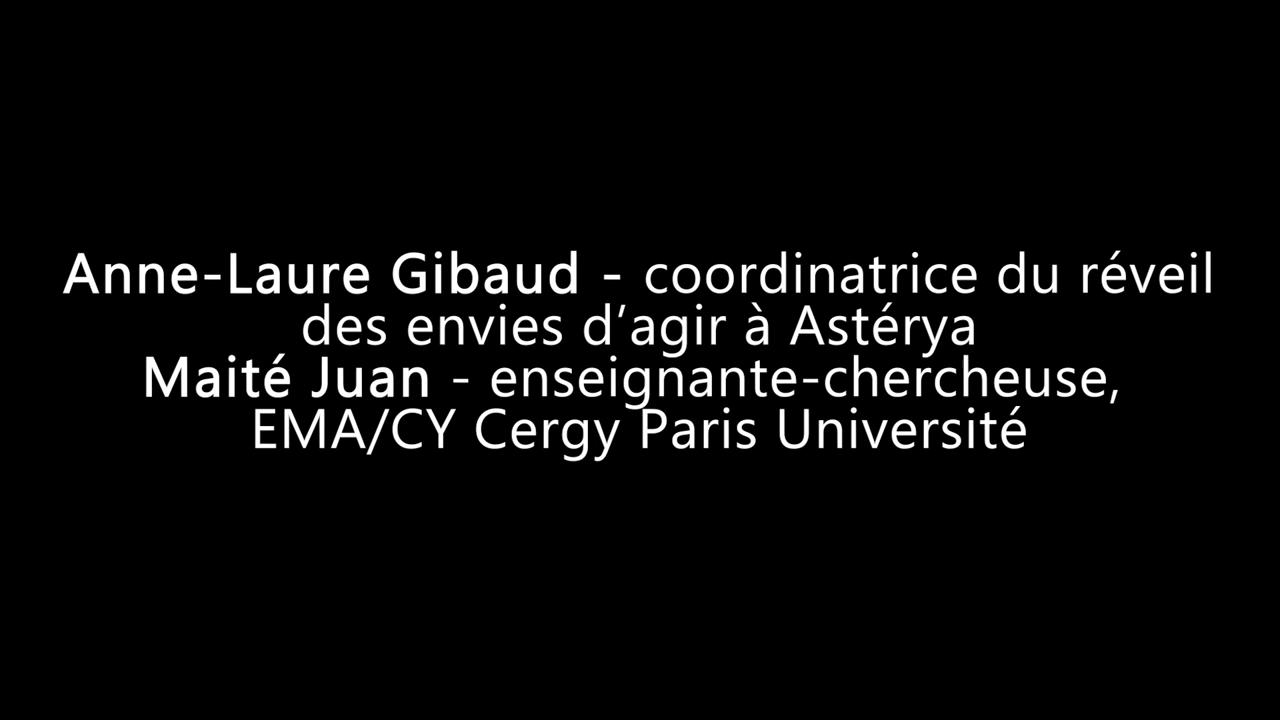 Anne-Laure Gibaud - coordinatrice du réveil
des envies d’agir à Astérya
Maité Juan - enseignante-chercheuse,
EMA/CY Cergy Paris Université